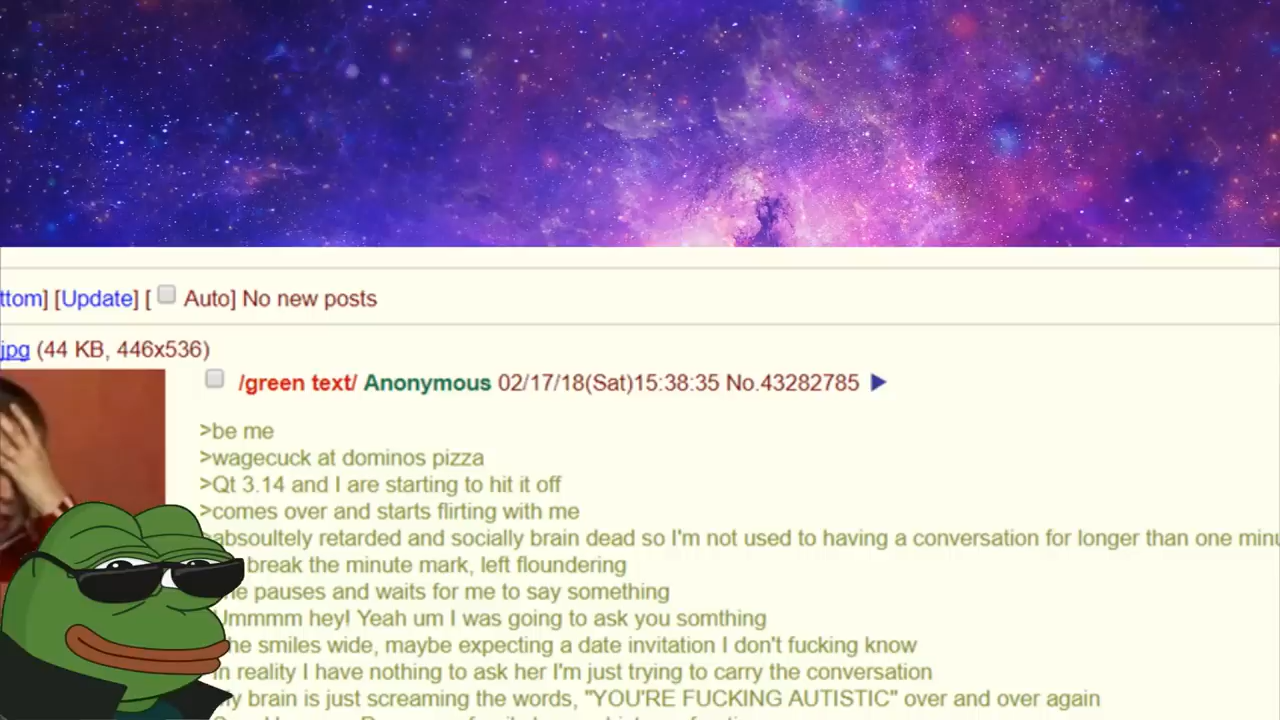 ttom] [Update] [ Auto] No new posts
jpg (44 KB, 446x536)
/green text/ Anonymous 02/17/18(Sat)15:38:35 No.43282785 ▶
>be me
>wagecuck at dominos pizza
>Qt 3.14 and I are starting to hit it off
>comes over and starts flirting with me
absoultely retarded and socially brain dead so I'm not used to having a conversation for longer than one minu
break the minute mark, left floundering
he pauses and waits for me to say something
Ummmm hey! Yeah um I was going to ask you somthing
he smiles wide, maybe expecting a date invitation I don't fucking know
n reality I have nothing to ask her I'm just trying to carry the conversation
y brain is just screaming the words, "YOU'RE FUCKING AUTISTIC" over and over again